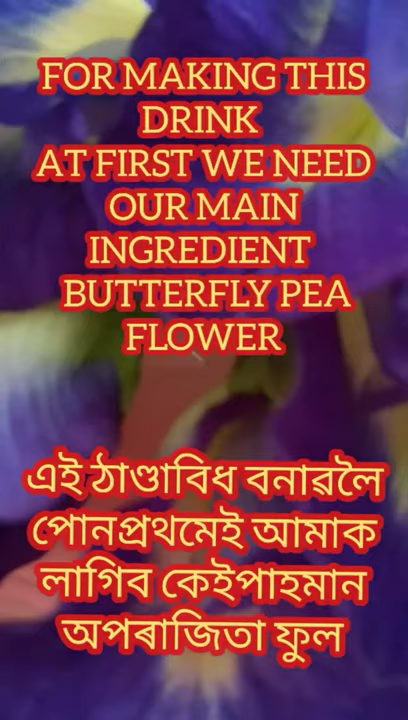 FOR MAKING THIS
DRINK
AT FIRST WE NEED
OUR MAIN
INGREDIENT
BUTTERFLY PEA
FLOWER
এই ঠাণ্ডাবিধ বনাৱলৈ
পোনপ্ৰথমেই আমাক
লাগিব কেইপাহমান
অপৰাজিতা ফুল